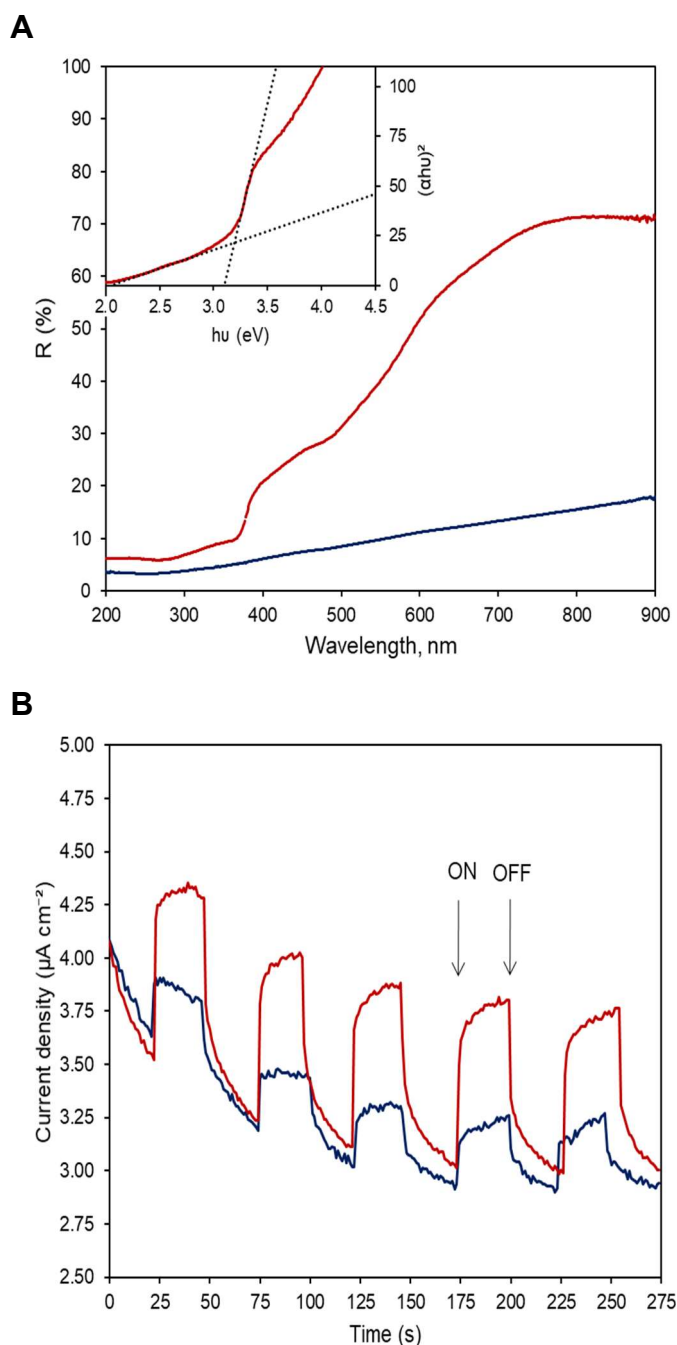 A
100
90
80
70
60
50
40
30
20
10
0
R (%)
200 300 400 500 600 700 800 900
Wavelength, nm
100
75
50
25
0
(αhυ)²
2.0 2.5 3.0 3.5 4.0 4.5
hυ (eV)
B
5.00
4.75
4.50
4.25
4.00
3.75
3.50
3.25
3.00
2.75
2.50
Current density (µA cm⁻²)
ON OFF
0 25 50 75 100 125 150 175 200 225 250 275
Time (s)